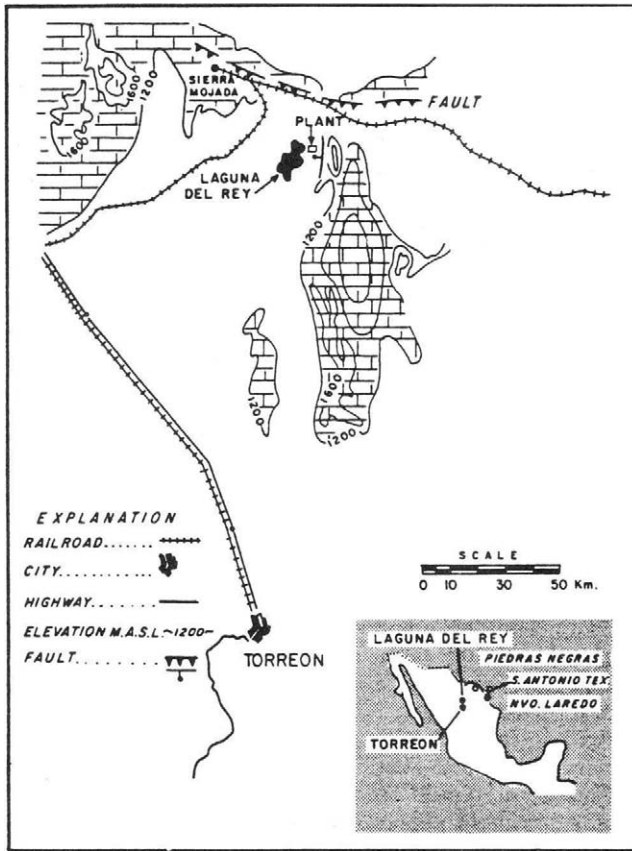 1600
1200
1600
SIERRA
MOJADA
FAULT
PLANT
LAGUNA
DEL REY
1200
1200
1600
1200
EXPLANATION
RAILROAD.......
CITY............
HIGHWAY........
ELEVATION M.A.S.L.~1200~
FAULT........
TORREON
SCALE
0 10 30 50 Km.
LAGUNA DEL REY
PIEDRAS NEGRAS
S. ANTONIO TEX.
NVO. LAREDO
TORREON